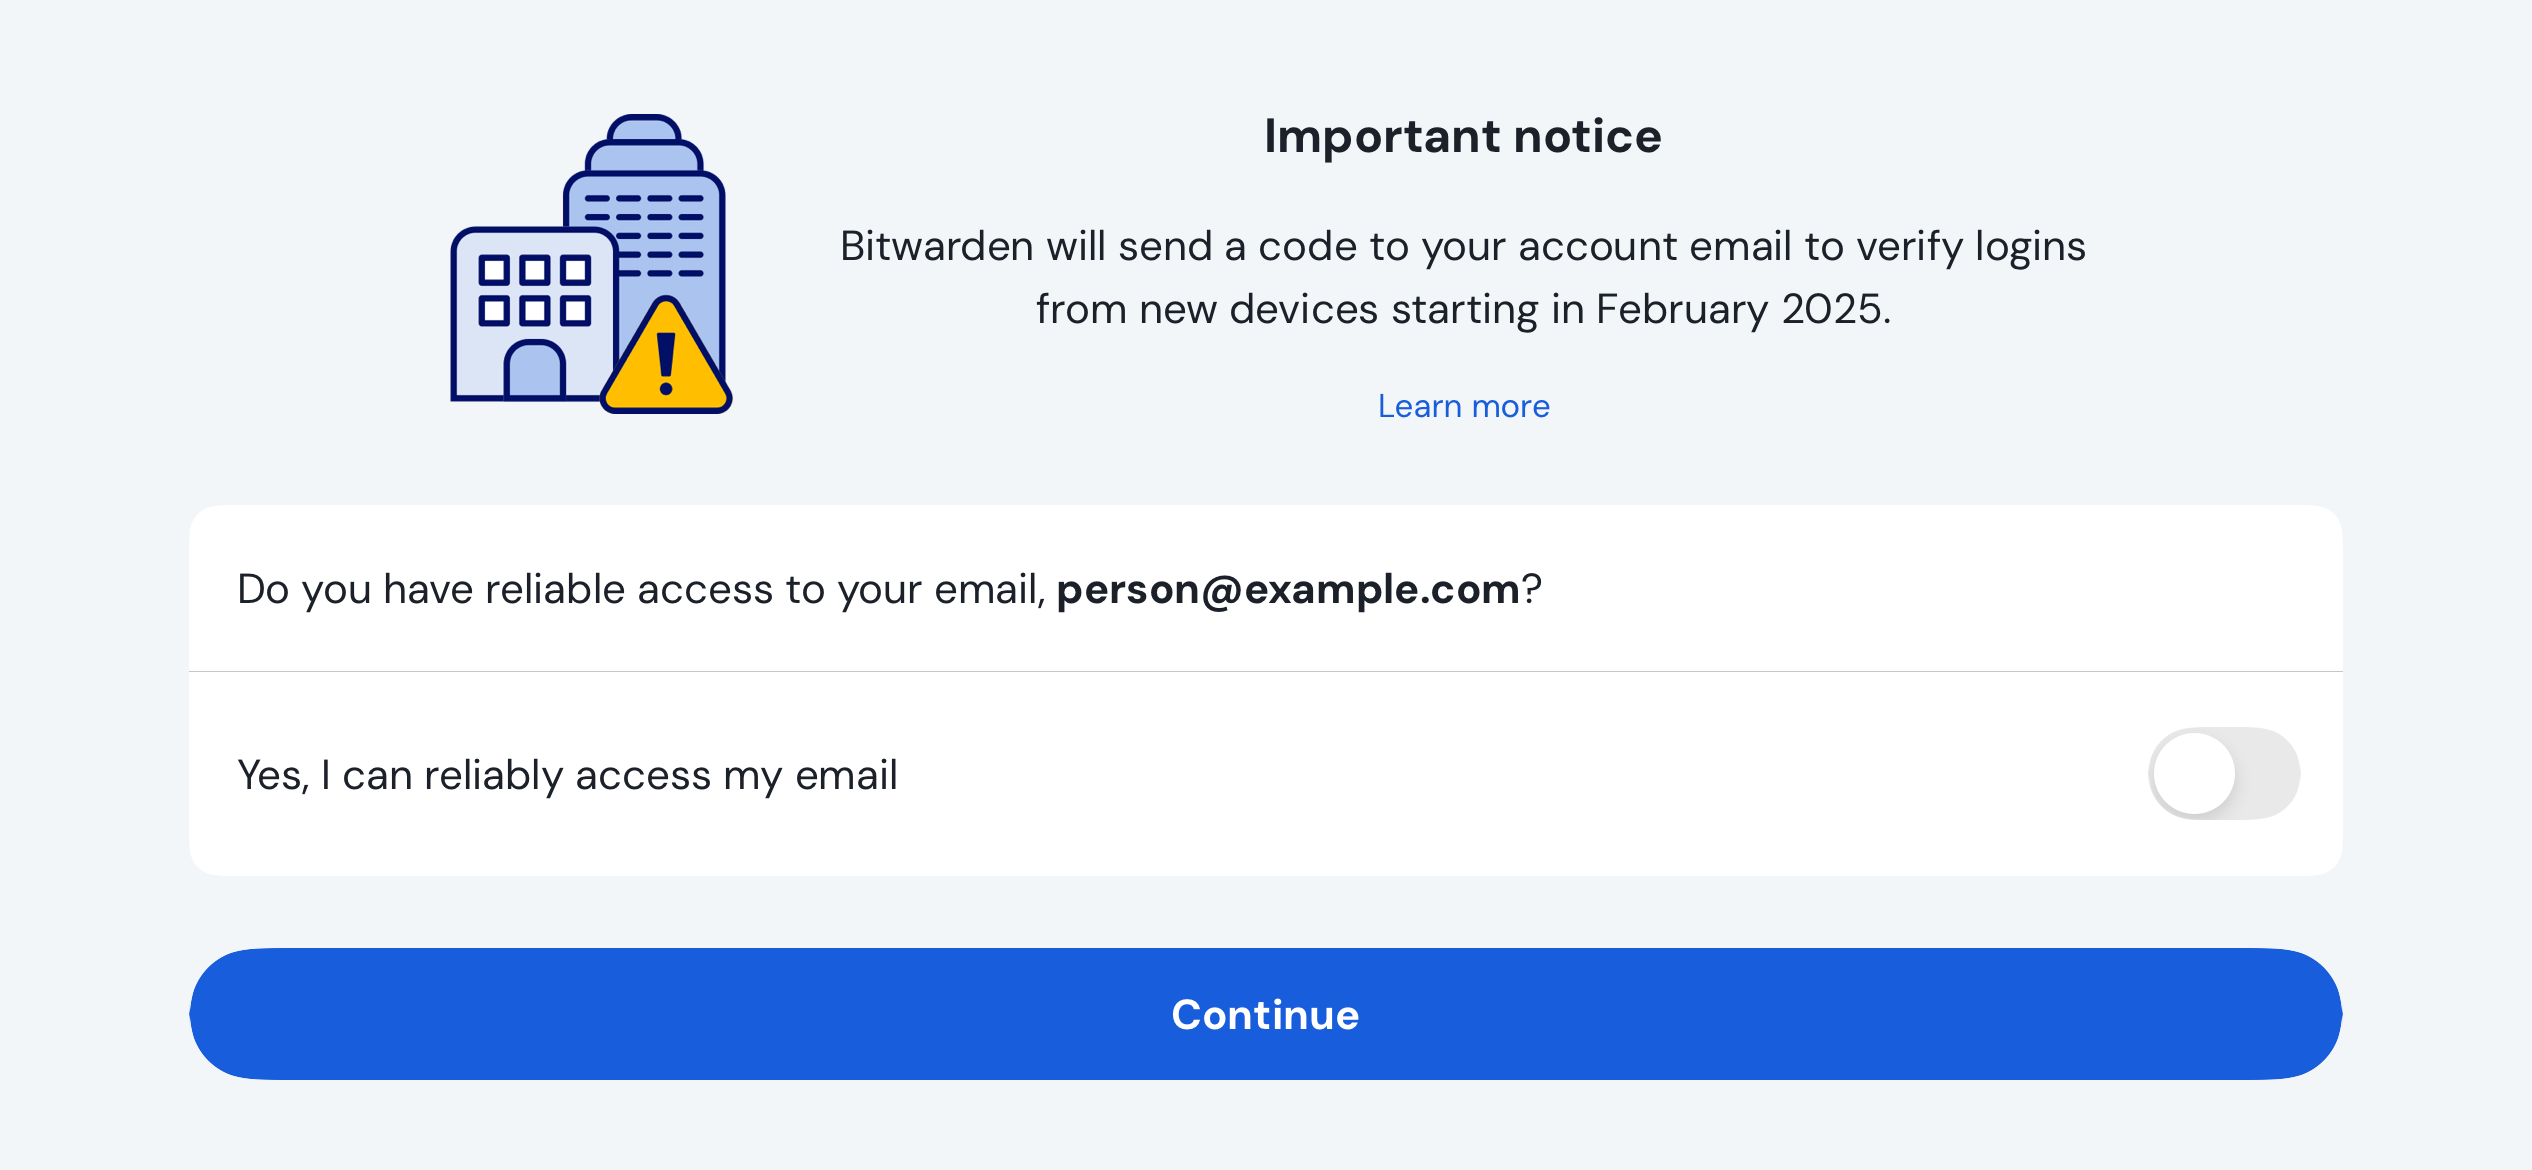 Important notice
Bitwarden will send a code to your account email to verify logins
from new devices starting in February 2025.
Learn more
Do you have reliable access to your email, person@example.com?
Yes, I can reliably access my email
Continue